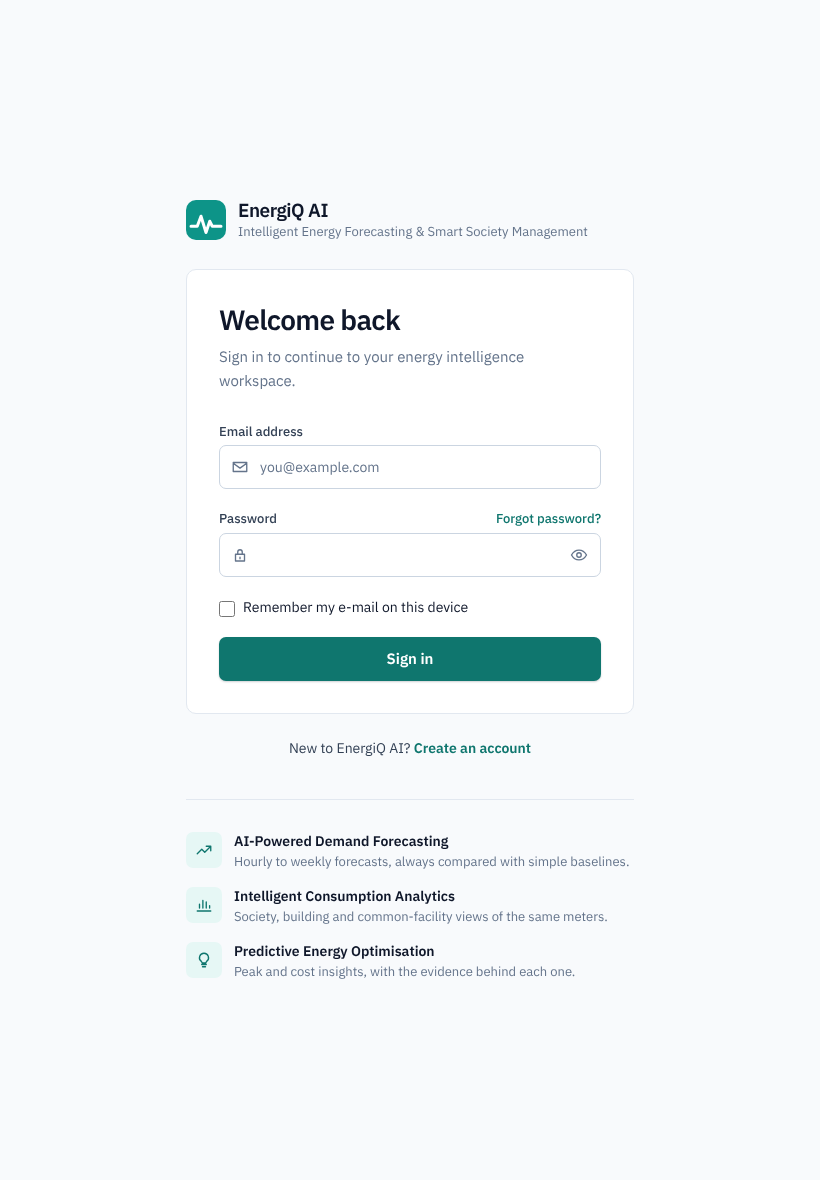 EnergiQ AI
Intelligent Energy Forecasting & Smart Society Management
Welcome back
Sign in to continue to your energy intelligence
workspace.
Email address
you@example.com
Password
Forgot password?
Remember my e-mail on this device
Sign in
New to EnergiQ AI? Create an account
AI-Powered Demand Forecasting
Hourly to weekly forecasts, always compared with simple baselines.
Intelligent Consumption Analytics
Society, building and common-facility views of the same meters.
Predictive Energy Optimisation
Peak and cost insights, with the evidence behind each one.